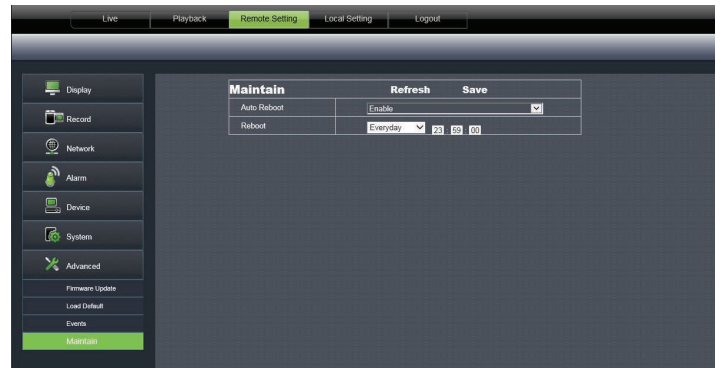 Live Playback Remote Setting Local Setting Logout
Display
Record
Network
Alarm
Device
System
Advanced
Firmware Update
Load Default
Events
Maintain
Maintain Refresh Save
Auto Reboot Enable
Reboot Everyday 23 : 59 : 00